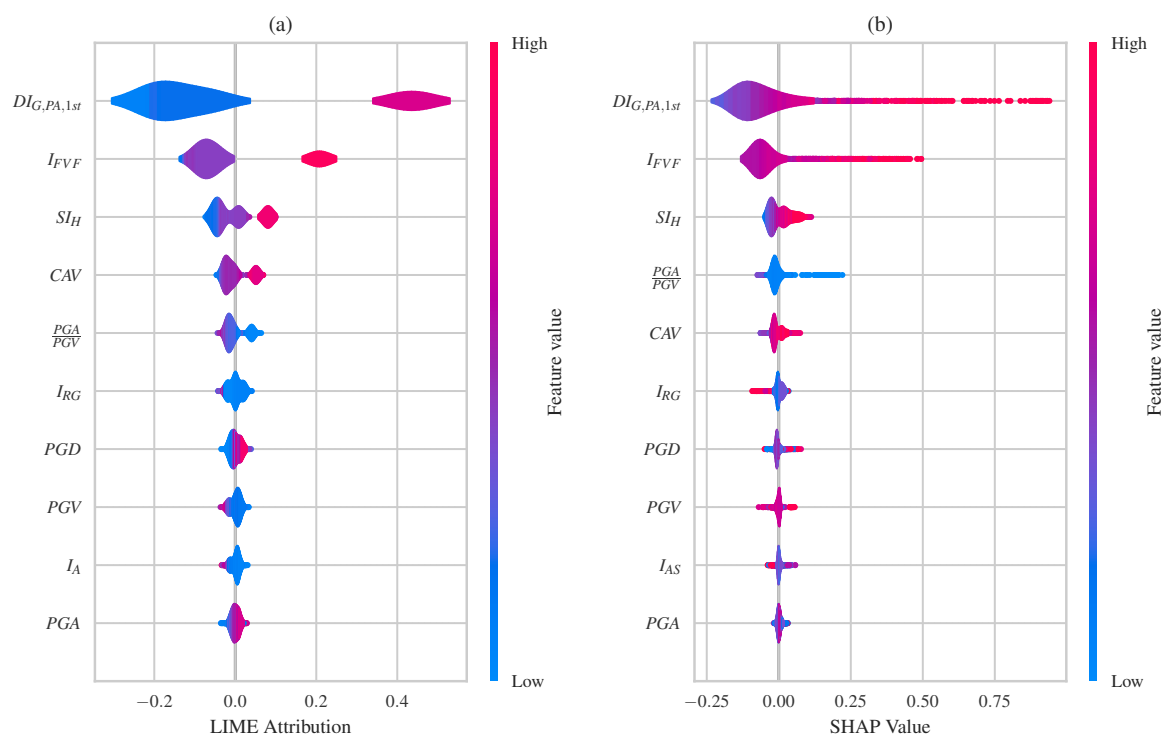 (a)
High
DI_{G,PA,1st}
I_{FVF}
SI_H
CAV
PGA
PGV
I_{RG}
PGD
PGV
I_A
PGA
Low
Feature value
−0.2
0.0
0.2
0.4
LIME Attribution
(b)
High
DI_{G,PA,1st}
I_{FVF}
SI_H
PGA
PGV
CAV
I_{RG}
PGD
PGV
I_{AS}
PGA
Low
Feature value
−0.25
0.00
0.25
0.50
0.75
SHAP Value